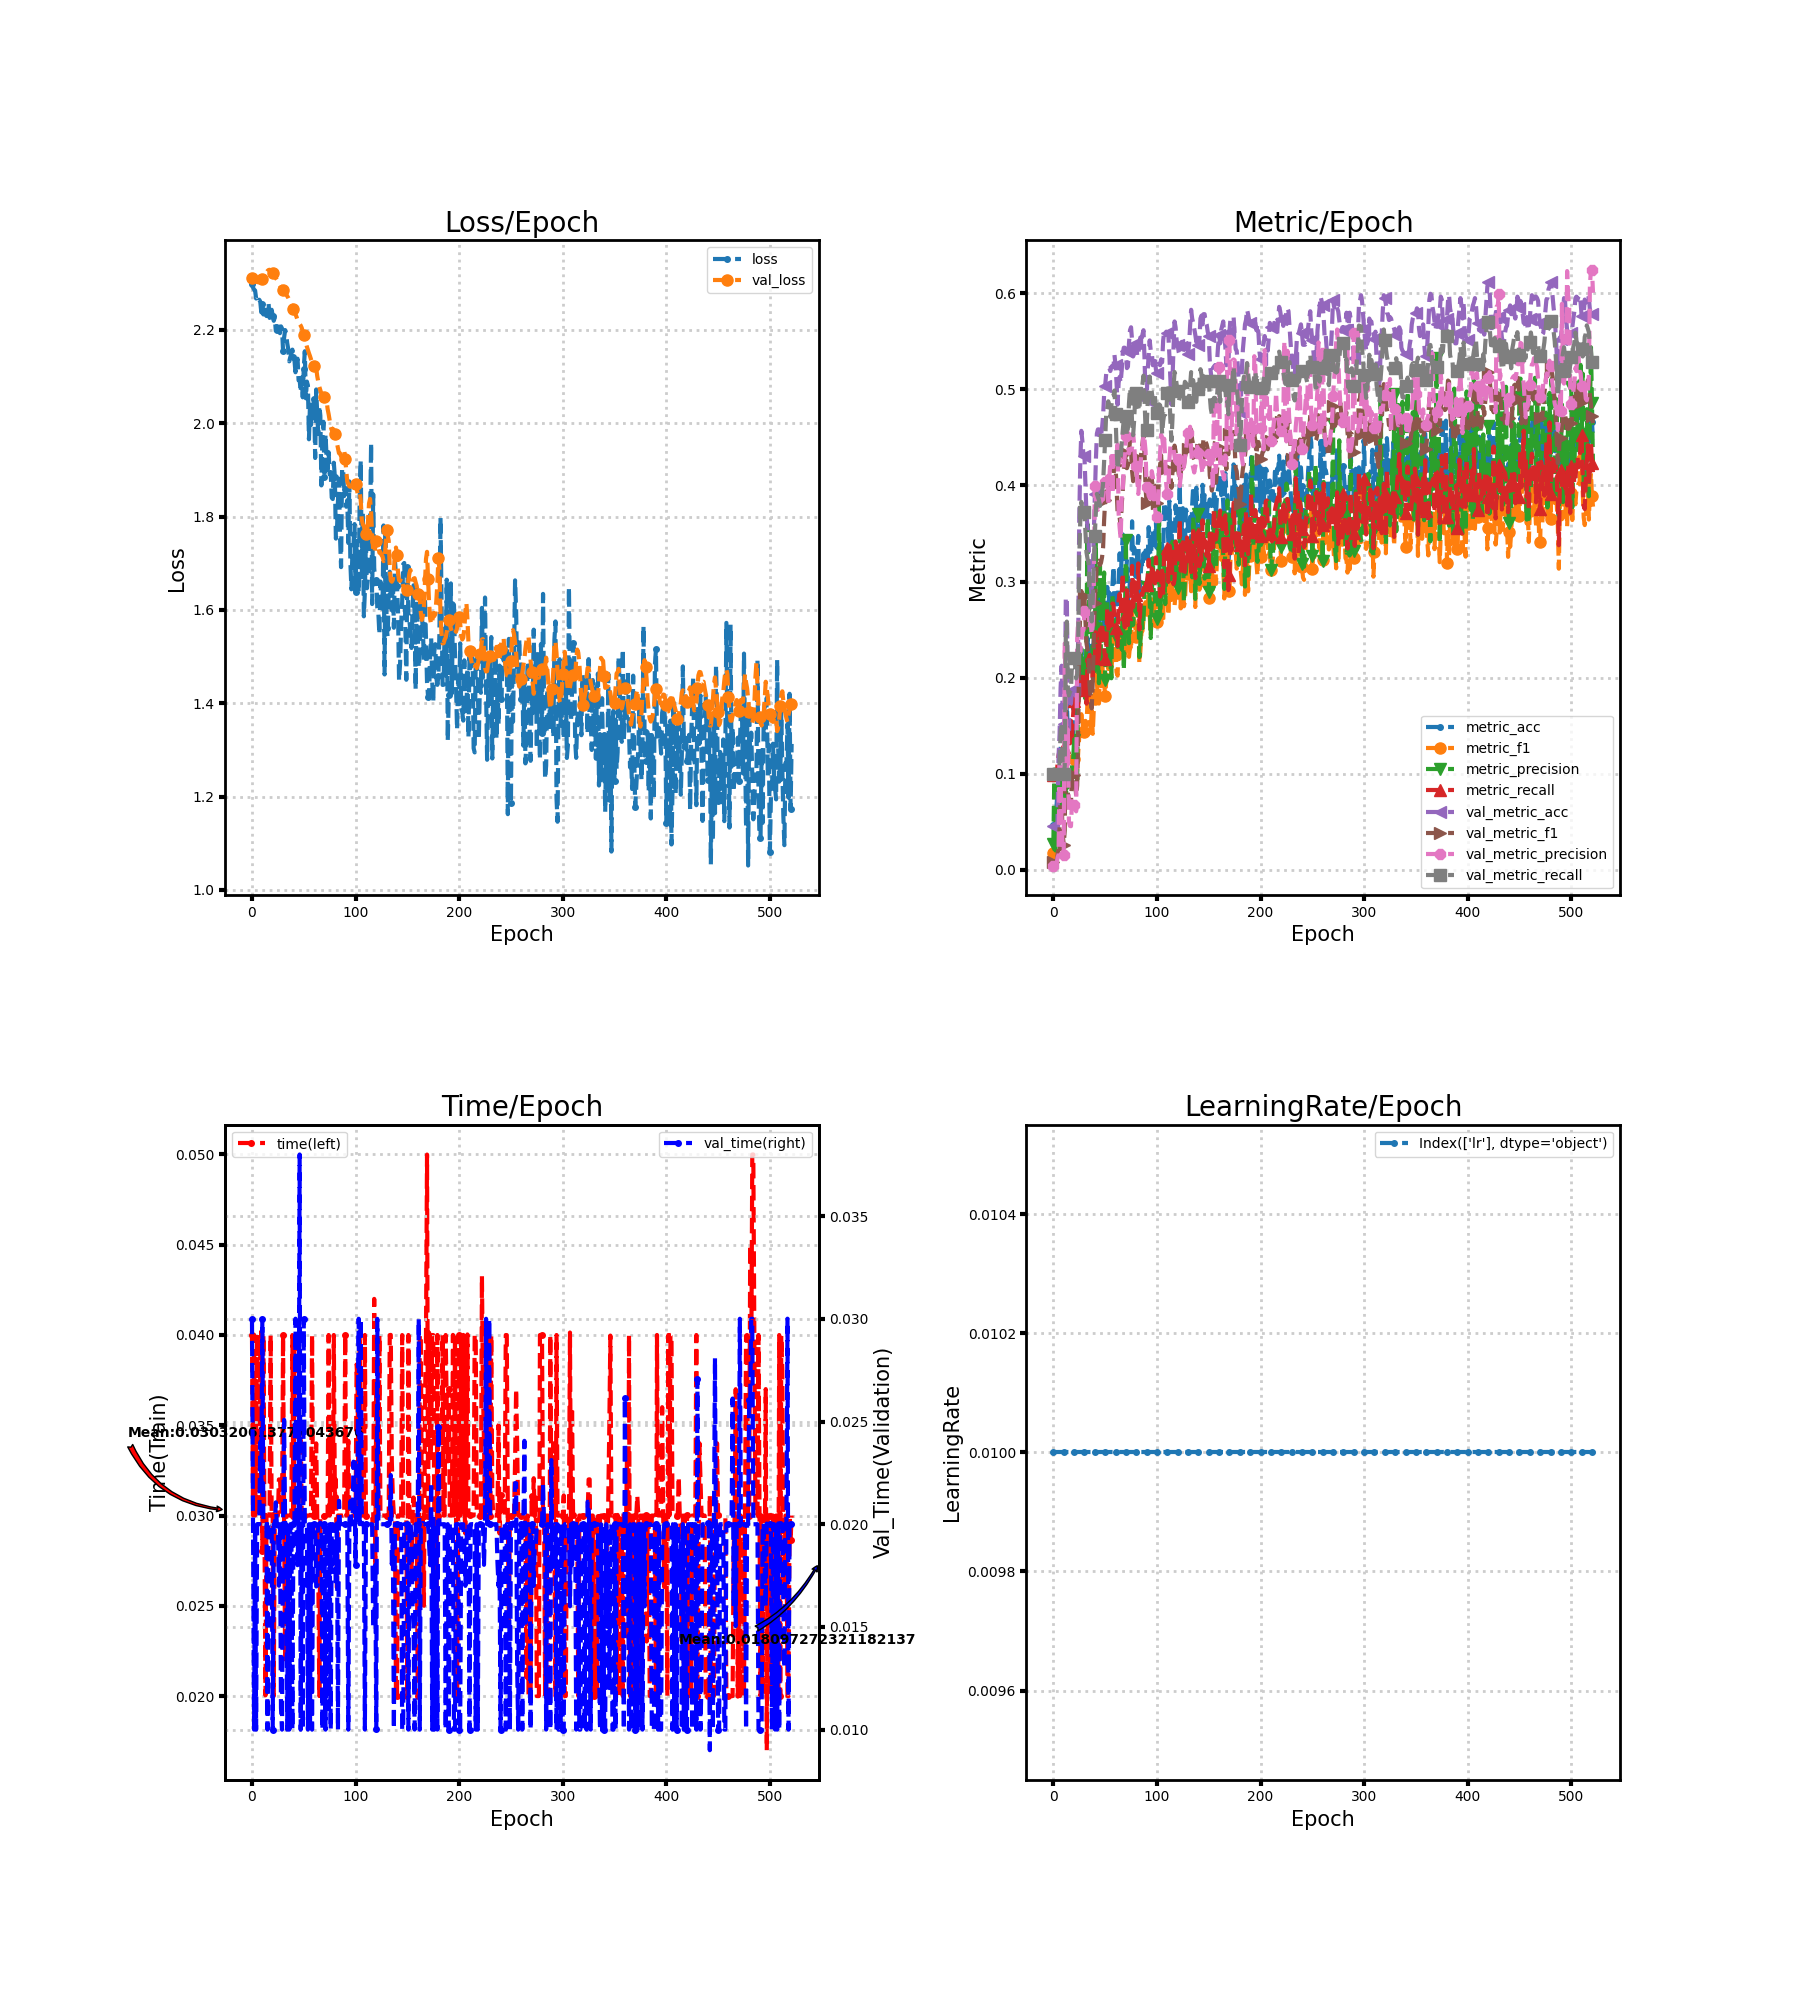 Loss/Epoch
Loss
2.2
2.0
1.8
1.6
1.4
1.2
1.0
0 100 200 300 400 500
Epoch
loss
val_loss
Metric/Epoch
Metric
0.6
0.5
0.4
0.3
0.2
0.1
0.0
0 100 200 300 400 500
Epoch
metric_acc
metric_f1
metric_precision
metric_recall
val_metric_acc
val_metric_f1
val_metric_precision
val_metric_recall
Time/Epoch
Time(Train)
0.050
0.045
0.040
0.035
0.030
0.025
0.020
time(left)
val_time(right)
0.035
0.030
0.025
0.020
0.015
0.010
Val_Time(Validation)
Mean:0.018097272321182137
0 100 200 300 400 500
Epoch
LearningRate/Epoch
LearningRate
0.0104
0.0102
0.0100
0.0098
0.0096
Index(['lr'], dtype='object')
0 100 200 300 400 500
Epoch